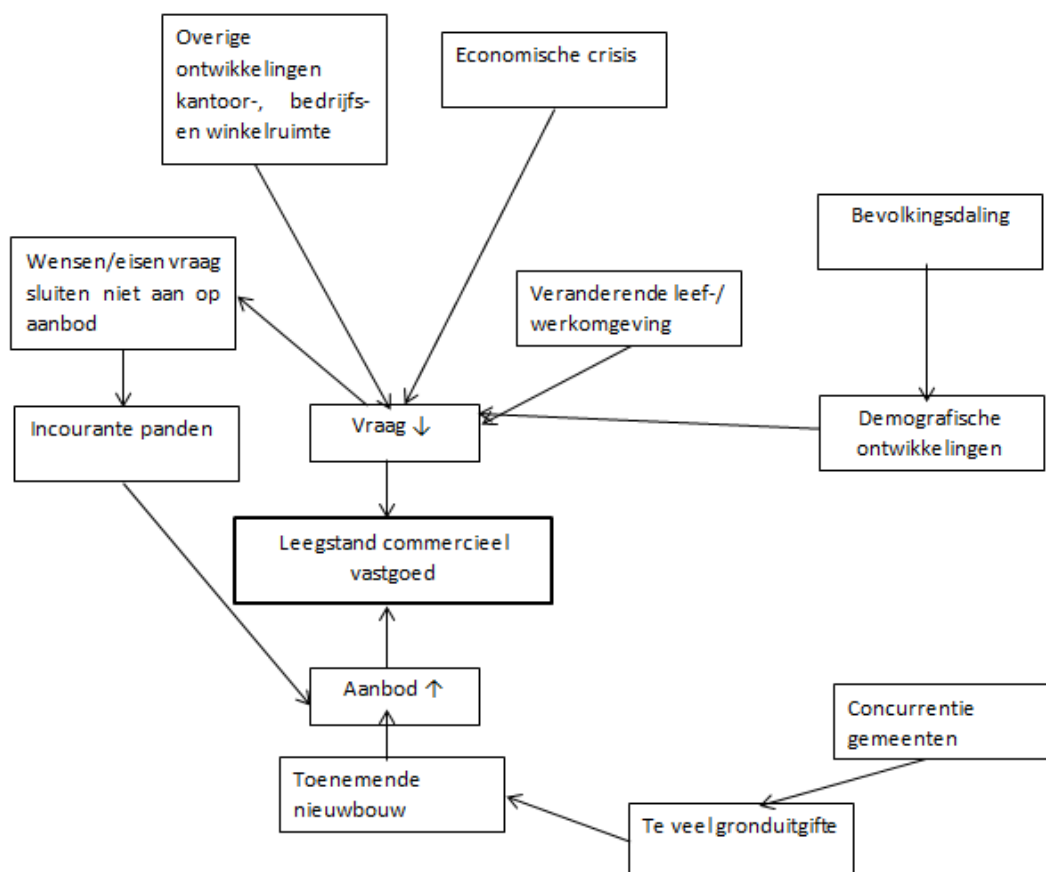 Overige
ontwikkelingen
kantoor-, bedrijfs-
en winkelruimte
Economische crisis
Bevolkingsdaling
Wensen/eisen vraag
sluiten niet aan op
aanbod
Veranderende leef-/
werkomgeving
Incourante panden
Vraag ↓
Demografische
ontwikkelingen
Leegstand commercieel
vastgoed
Aanbod ↑
Concurrentie
gemeenten
Toenemende
nieuwbouw
Te veel gronduitgifte